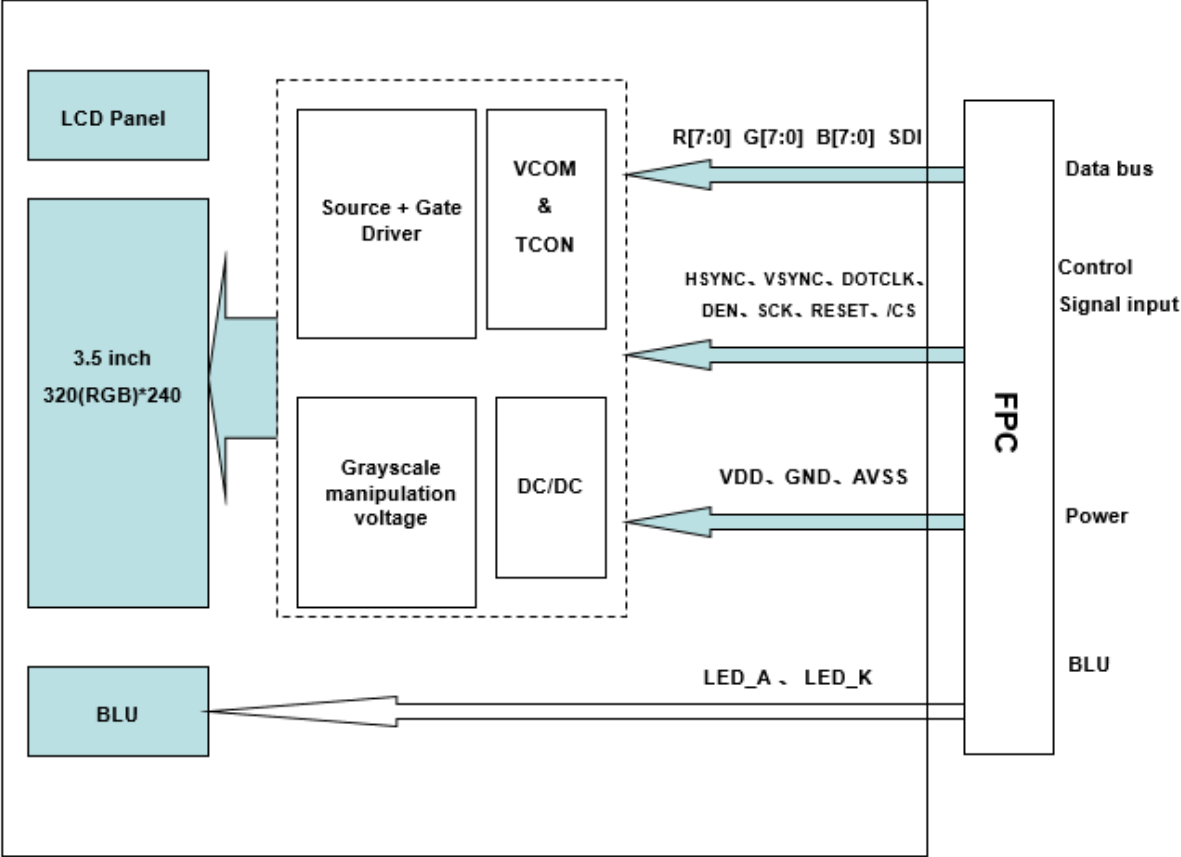 LCD Panel
3.5 inch
320(RGB)*240
BLU
Source + Gate
Driver
VCOM
&
TCON
Grayscale
manipulation
voltage
DC/DC
R[7:0] G[7:0] B[7:0] SDI
HSYNC、VSYNC、DOTCLK、
DEN、SCK、RESET、/CS
VDD、GND、AVSS
LED_A 、 LED_K
FPC
Data bus
Control
Signal input
Power
BLU